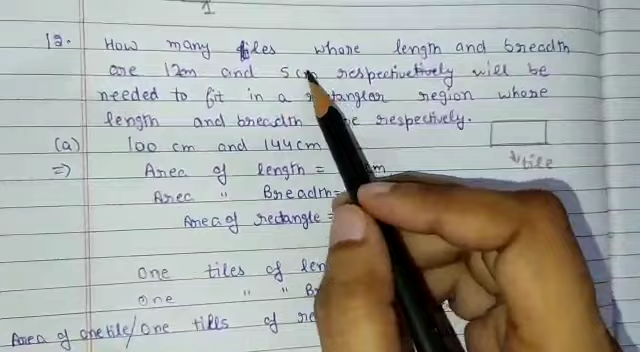 1
12. How many tiles whose length and breadth
are 12cm and 5cm respectively will be
needed to fit in a rectangler region whose
length and breadth respectively.
(a) 100 cm and 144cm
⇒ Area of length = cm
Area " Breadth=
Area of rectangle =
tile
One tiles of
One " "
Area of one tile/One tiles of